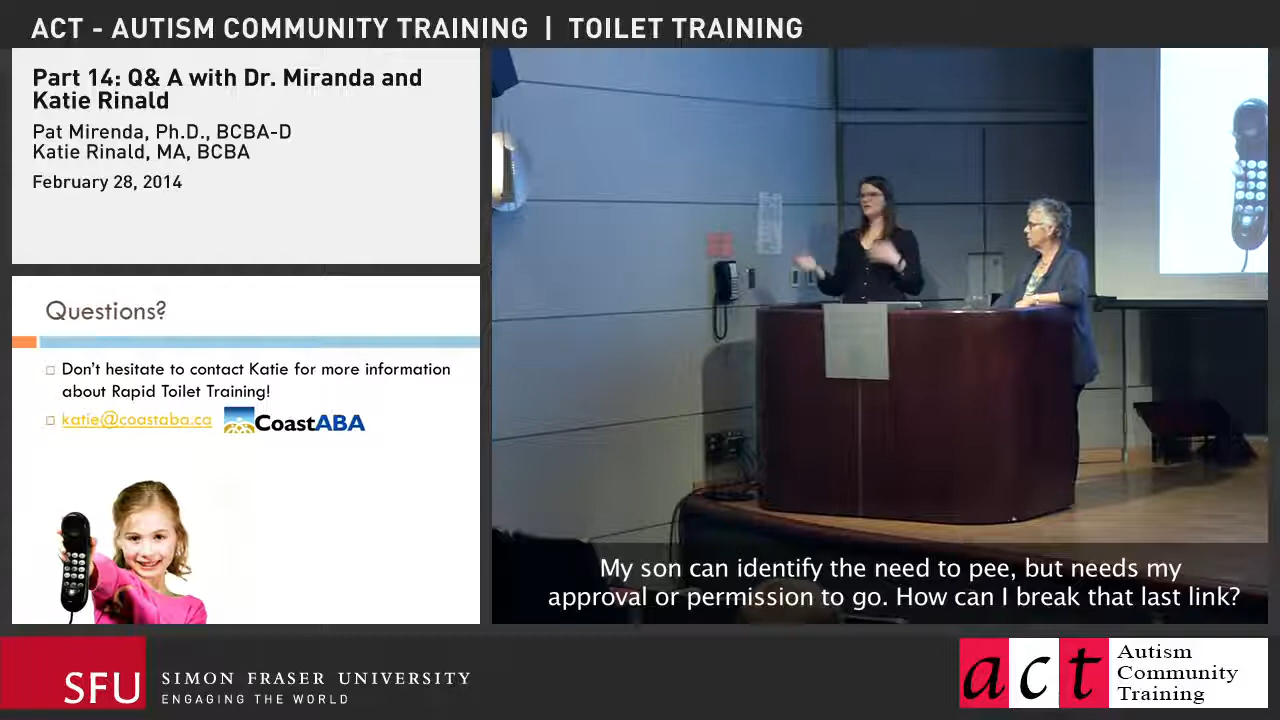 ACT - AUTISM COMMUNITY TRAINING | TOILET TRAINING
Part 14: Q& A with Dr. Miranda and
Katie Rinald
Pat Mirenda, Ph.D., BCBA-D
Katie Rinald, MA, BCBA
February 28, 2014
Questions?
Don't hesitate to contact Katie for more information
about Rapid Toilet Training!
katie@coastaba.ca CoastABA
My son can identify the need to pee, but needs my
approval or permission to go. How can I break that last link?
SFU SIMON FRASER UNIVERSITY
ENGAGING THE WORLD
act Autism
Community
Training